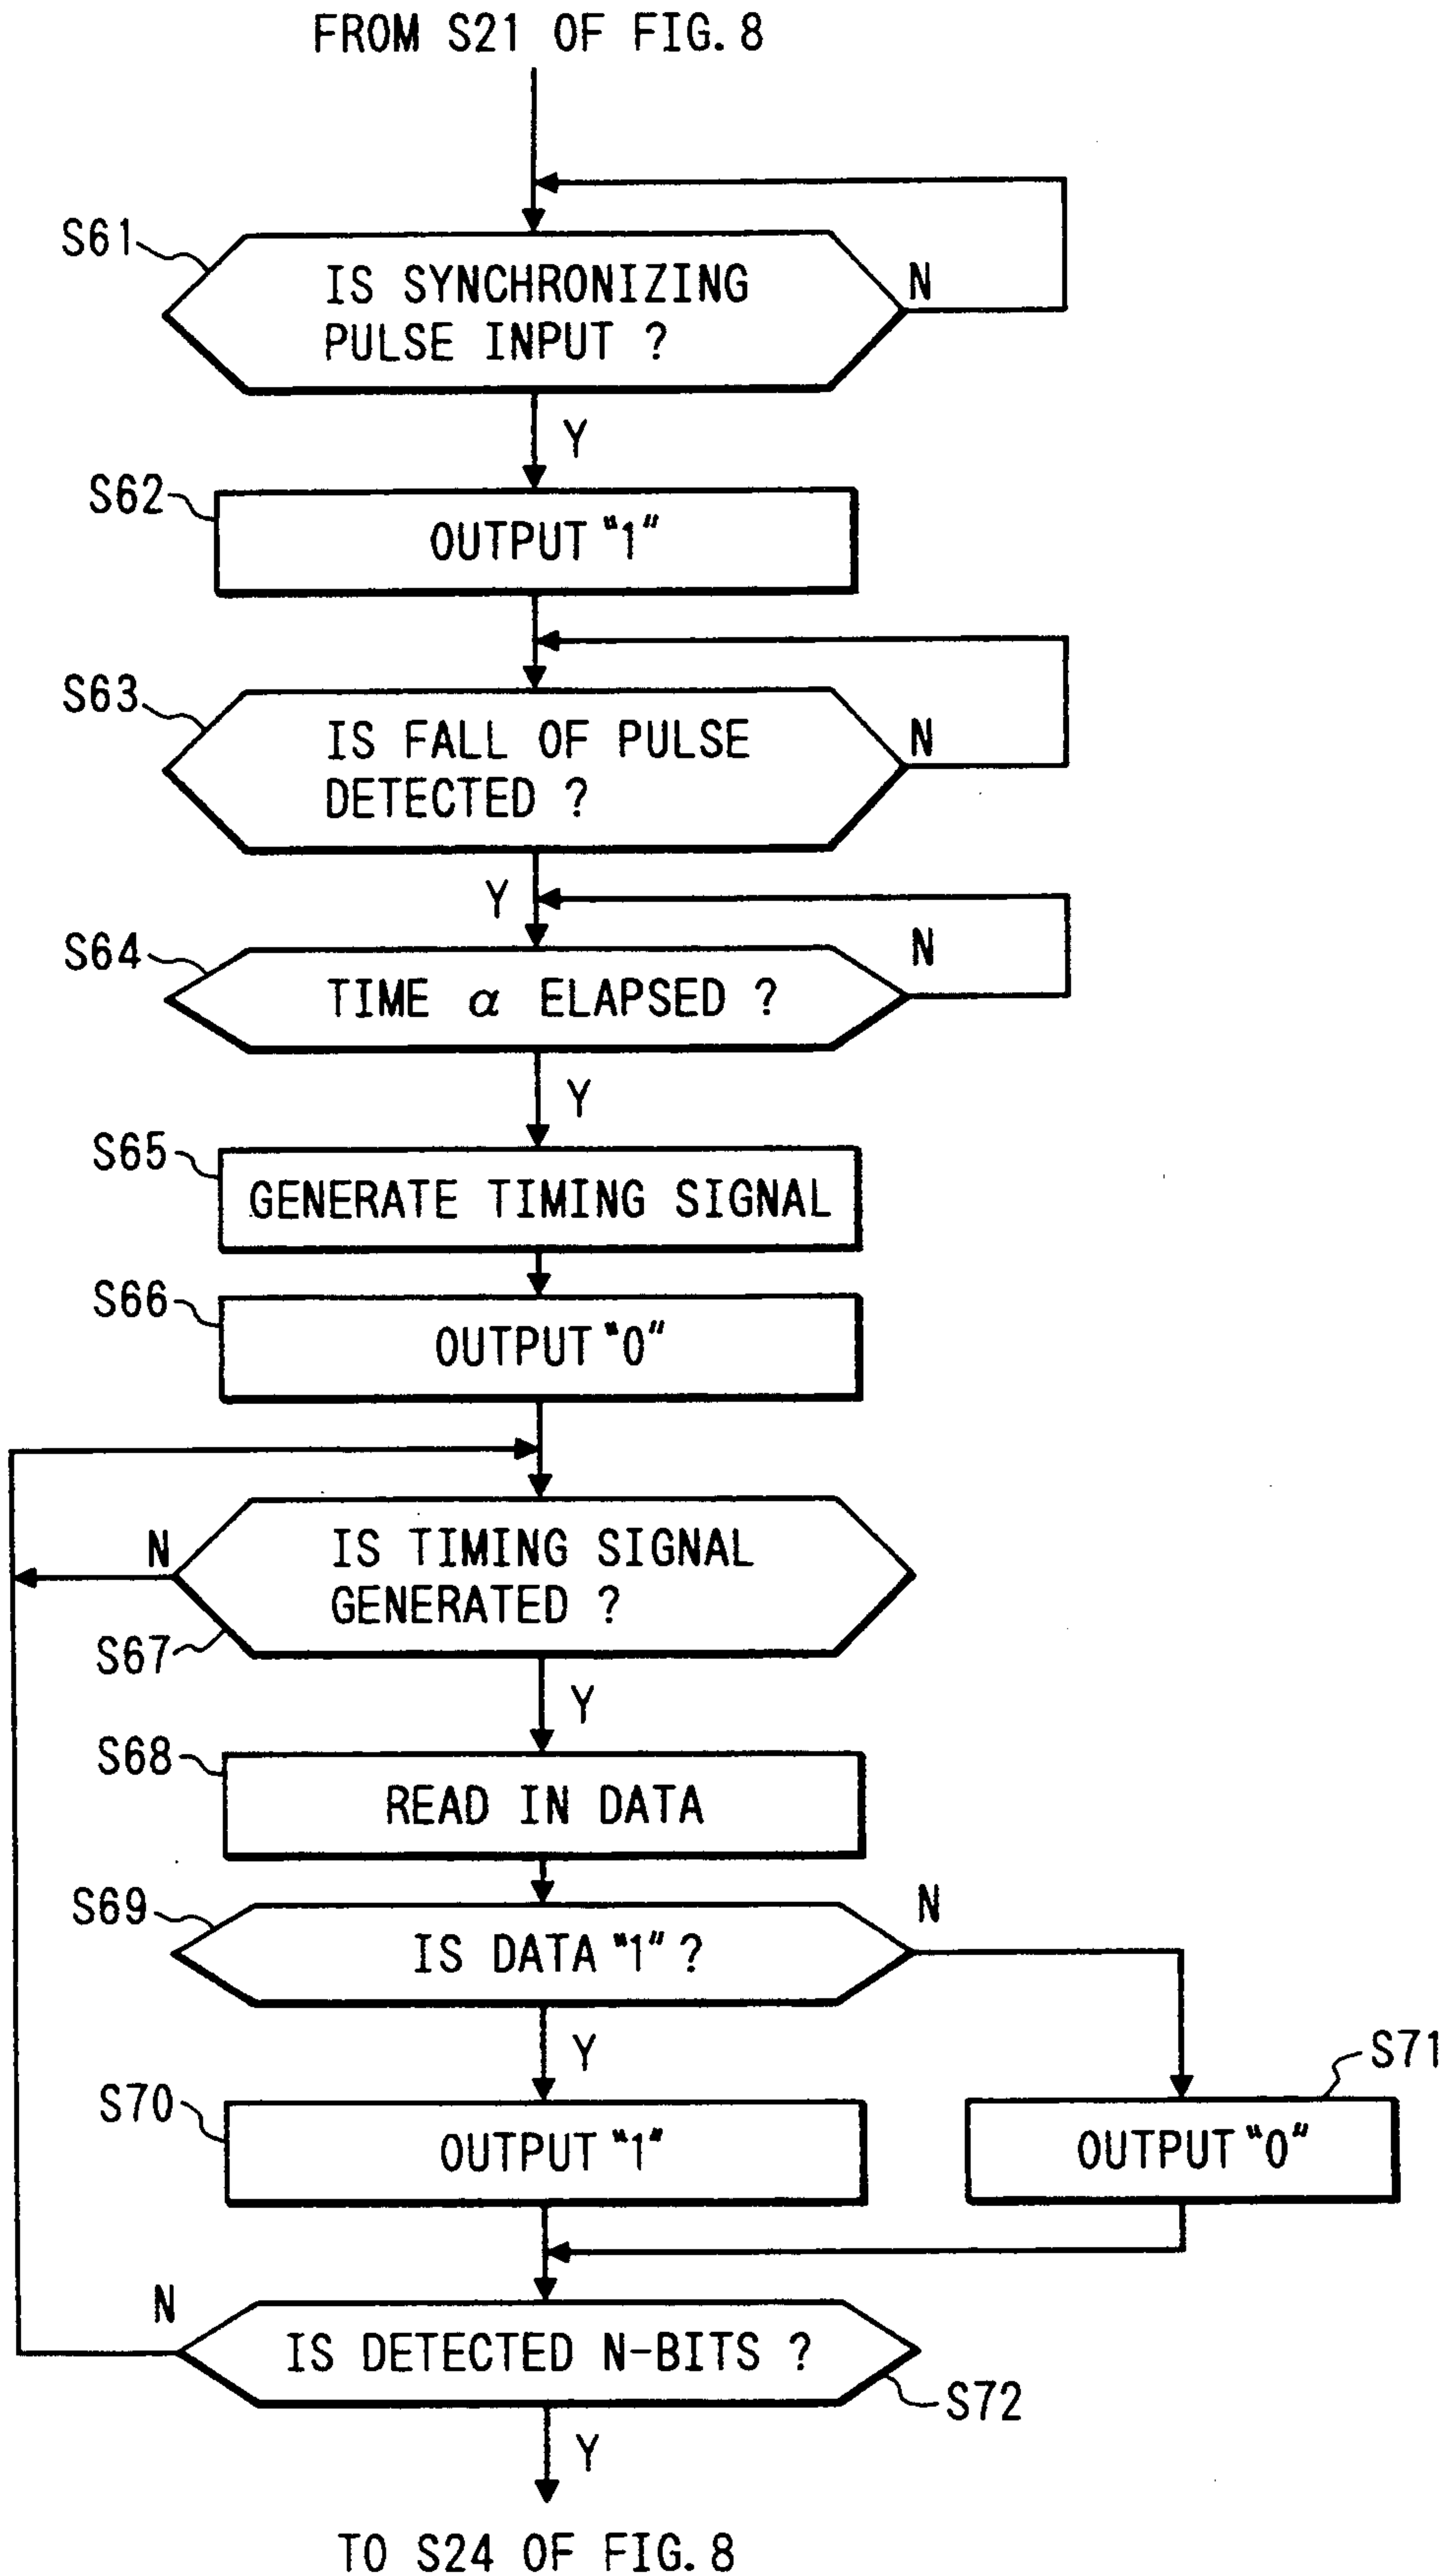 FROM S21 OF FIG. 8
S61
IS SYNCHRONIZING
PULSE INPUT ?
N
Y
S62
OUTPUT "1"
S63
IS FALL OF PULSE
DETECTED ?
N
Y
S64
TIME α ELAPSED ?
N
Y
S65
GENERATE TIMING SIGNAL
S66
OUTPUT "0"
N
IS TIMING SIGNAL
GENERATED ?
S67
Y
S68
READ IN DATA
S69
IS DATA "1" ?
N
Y
S70
OUTPUT "1"
S71
OUTPUT "0"
N
IS DETECTED N-BITS ?
S72
Y
TO S24 OF FIG. 8